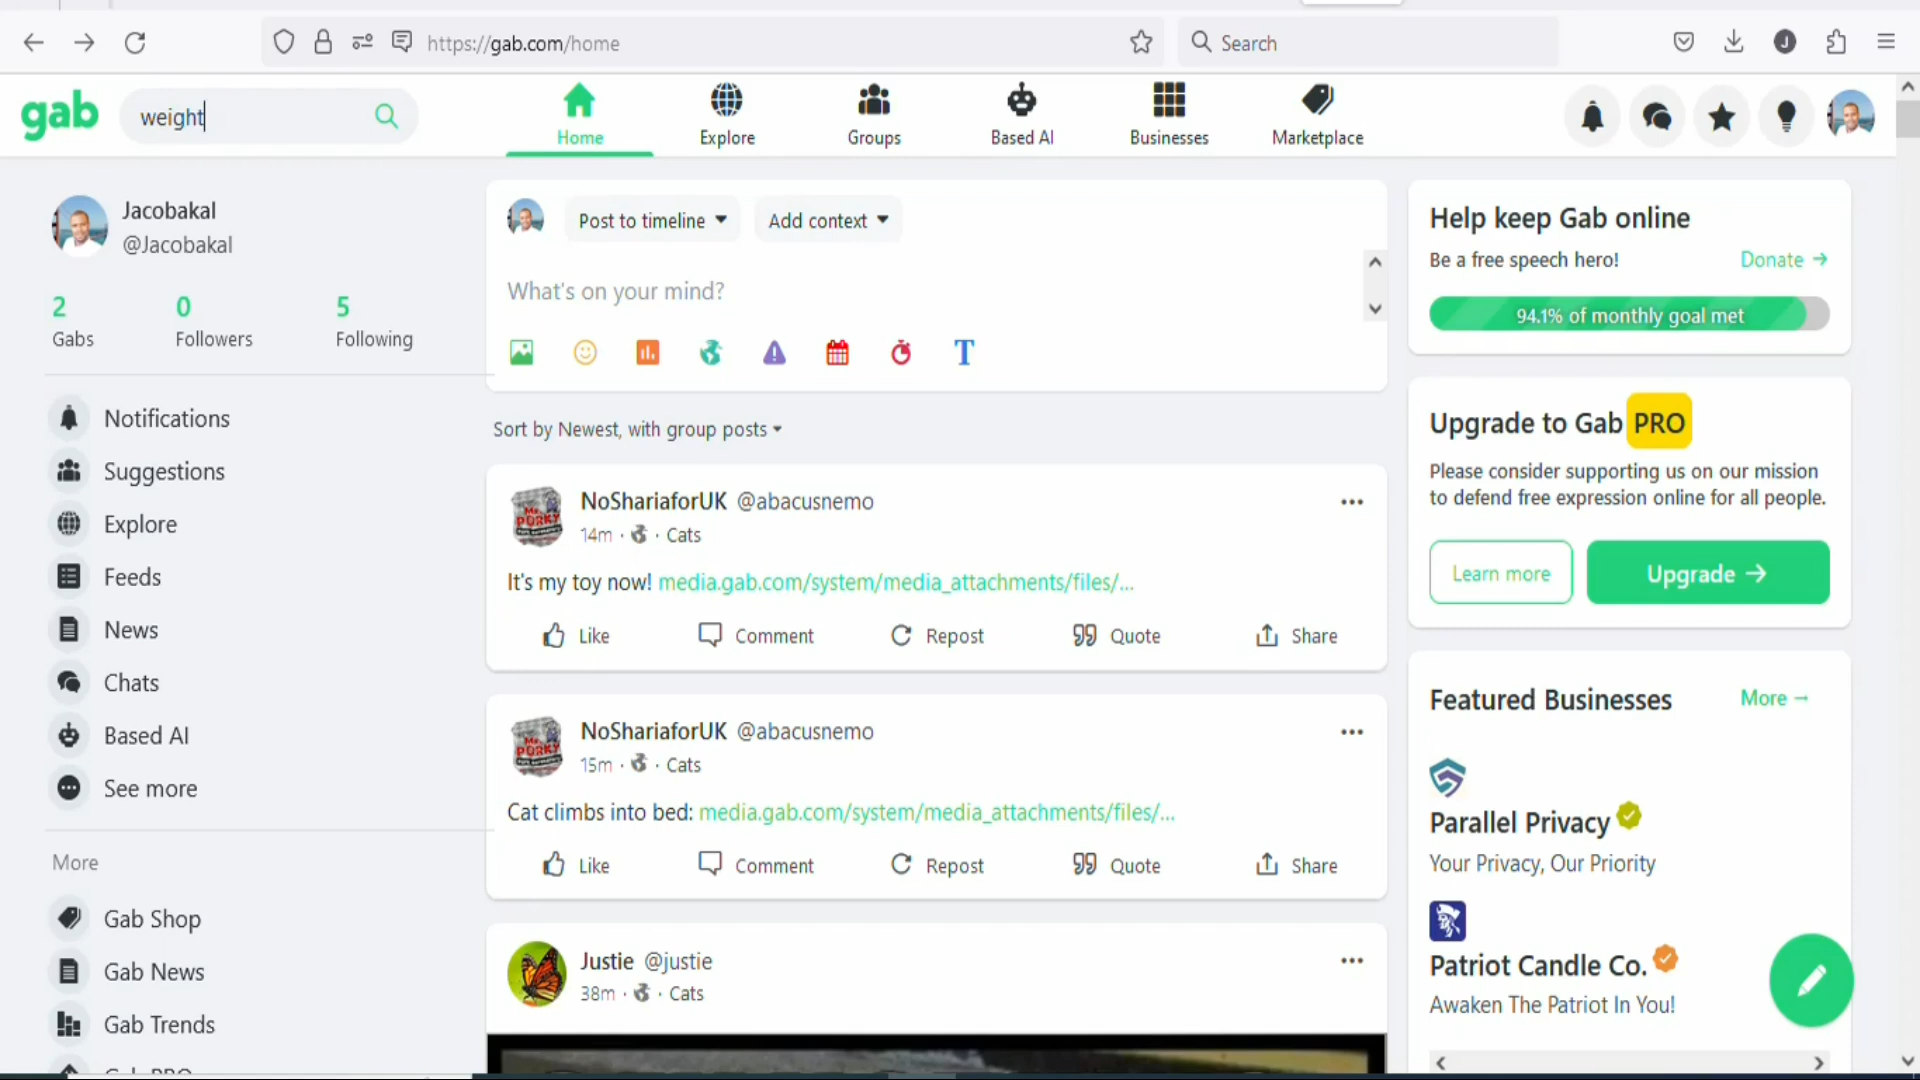 https://gab.com/home
Search
J
gab
weight
Home
Explore
Groups
Based AI
Businesses
Marketplace
Jacobakal
@Jacobakal
2
0
5
Gabs
Followers
Following
Notifications
Suggestions
Explore
Feeds
News
Chats
Based AI
See more
More
Gab Shop
Gab News
Gab Trends
Gab PRO
Post to timeline
Add context
What's on your mind?
T
Sort by Newest, with group posts
NoShariaforUK @abacusnemo
14m · Cats
It's my toy now! media.gab.com/system/media_attachments/files/...
Like
Comment
Repost
Quote
Share
NoShariaforUK @abacusnemo
15m · Cats
Cat climbs into bed: media.gab.com/system/media_attachments/files/...
Like
Comment
Repost
Quote
Share
Justie @justie
38m · Cats
Help keep Gab online
Be a free speech hero!
Donate →
94.1% of monthly goal met
Upgrade to Gab PRO
Please consider supporting us on our mission
to defend free expression online for all people.
Learn more
Upgrade →
Featured Businesses
More →
Parallel Privacy
Your Privacy, Our Priority
Patriot Candle Co.
Awaken The Patriot In You!